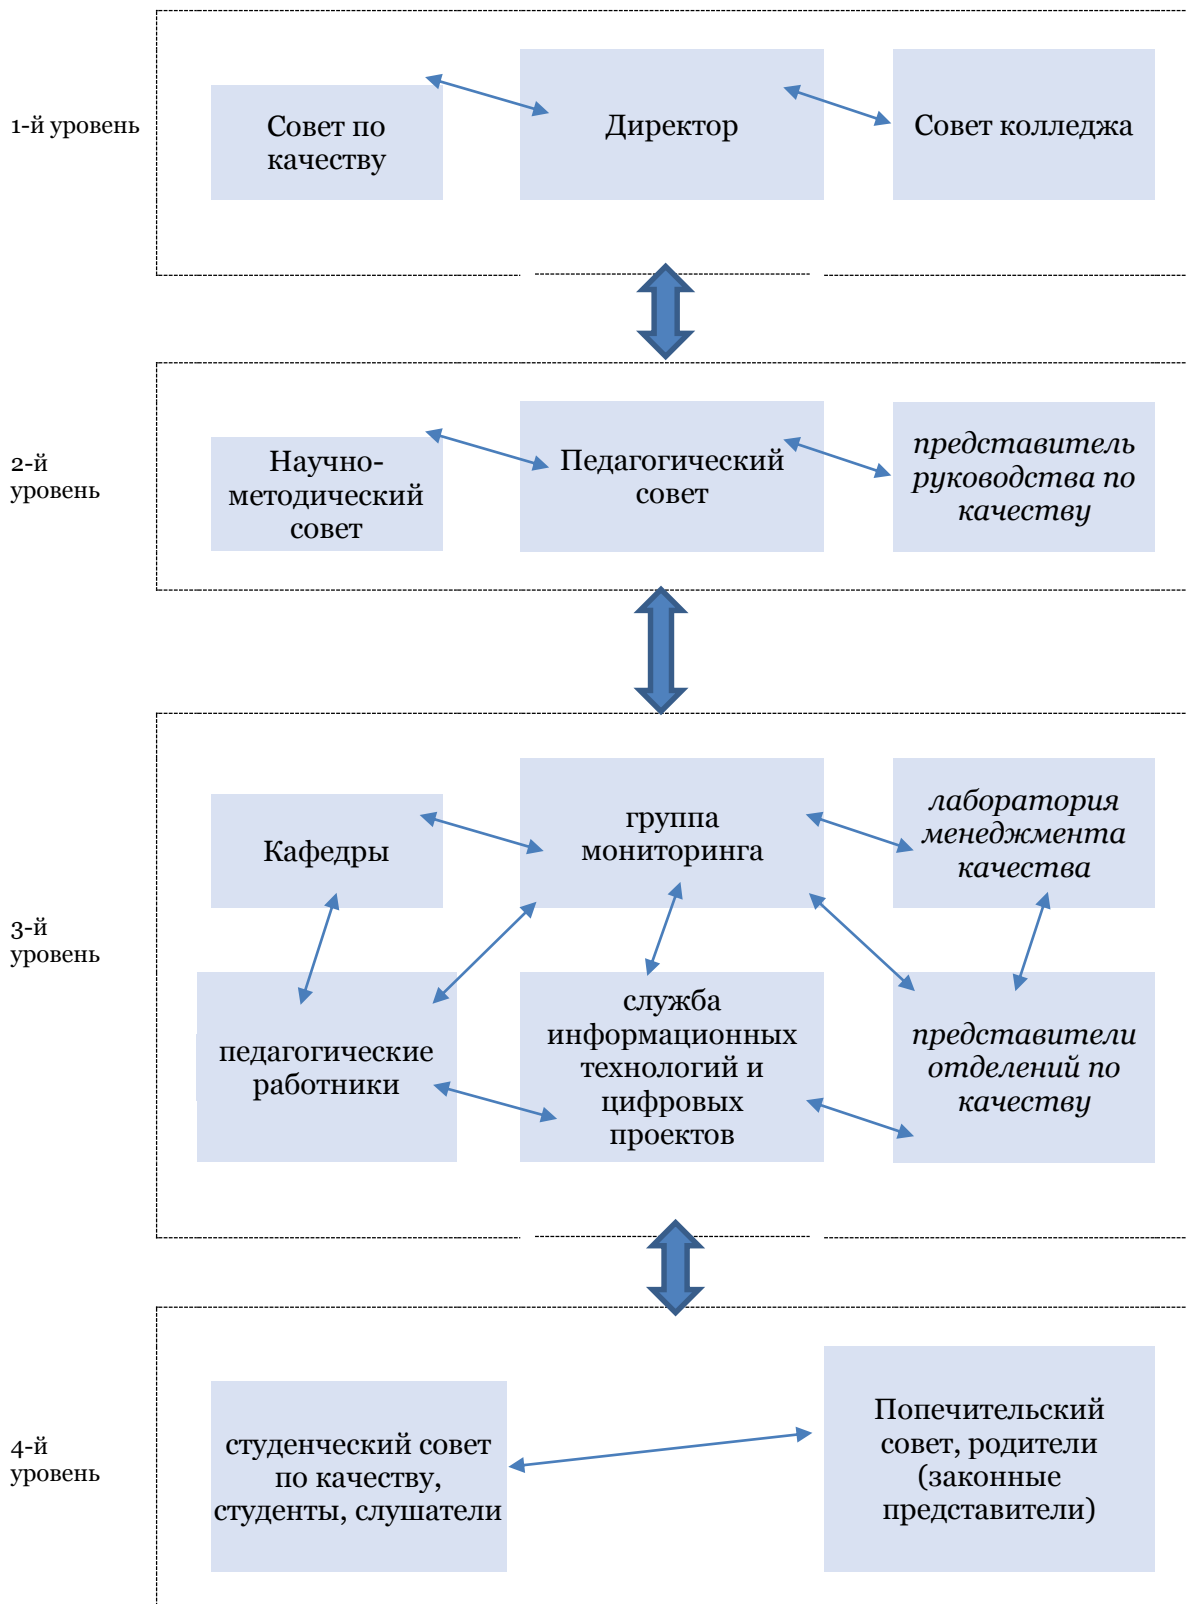 1-й уровень
Совет по
качеству
Директор
Совет колледжа
2-й
уровень
Научно-
методический
совет
Педагогический
совет
представитель
руководства по
качеству
3-й
уровень
Кафедры
группа
мониторинга
лаборатория
менеджмента
качества
педагогические
работники
служба
информационных
технологий и
цифровых
проектов
представители
отделений по
качеству
4-й
уровень
студенческий совет
по качеству,
студенты, слушатели
Попечительский
совет, родители
(законные
представители)